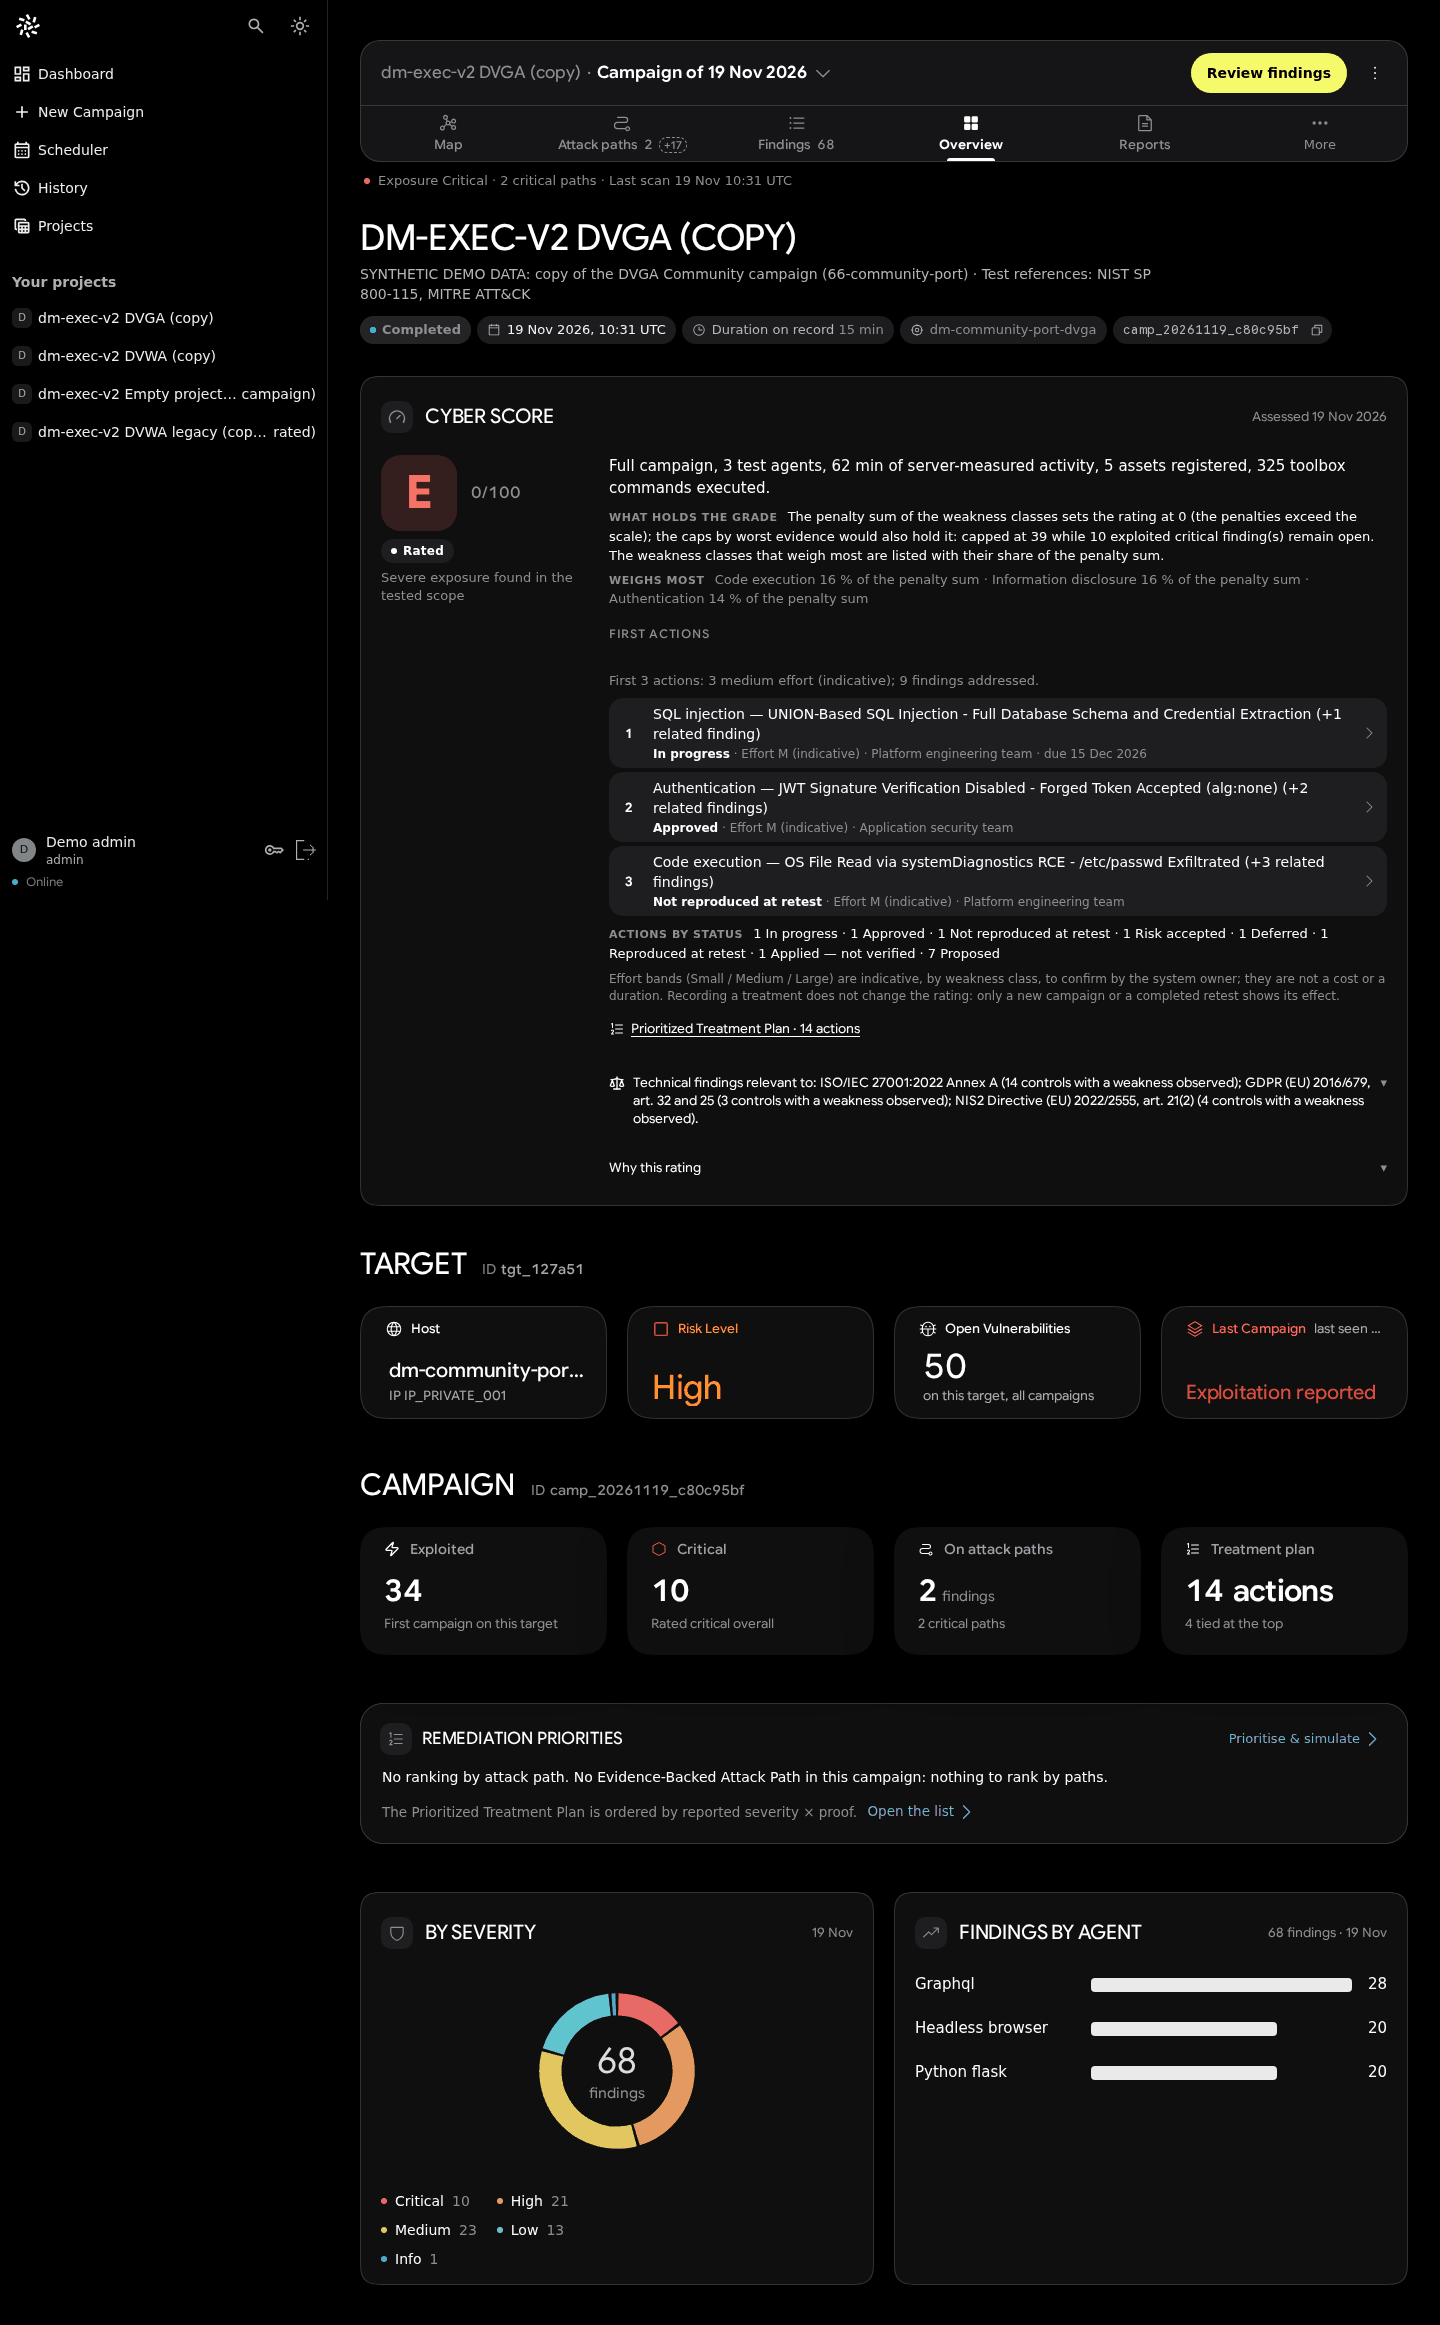 Dashboard
New Campaign
Scheduler
History
Projects
Your projects
D dm-exec-v2 DVGA (copy)
D dm-exec-v2 DVWA (copy)
D dm-exec-v2 Empty project… campaign)
D dm-exec-v2 DVWA legacy (cop… rated)
D Demo admin
admin
Online
dm-exec-v2 DVGA (copy) · Campaign of 19 Nov 2026
Review findings
Map
Attack paths 2 +17
Findings 68
Overview
Reports
More
Exposure Critical · 2 critical paths · Last scan 19 Nov 10:31 UTC
DM-EXEC-V2 DVGA (COPY)
SYNTHETIC DEMO DATA: copy of the DVGA Community campaign (66-community-port) · Test references: NIST SP
800-115, MITRE ATT&CK
Completed
19 Nov 2026, 10:31 UTC
Duration on record 15 min
dm-community-port-dvga
camp_20261119_c80c95bf
CYBER SCORE
Assessed 19 Nov 2026
E 0/100
Rated
Severe exposure found in the
tested scope
Full campaign, 3 test agents, 62 min of server-measured activity, 5 assets registered, 325 toolbox
commands executed.
WHAT HOLDS THE GRADE The penalty sum of the weakness classes sets the rating at 0 (the penalties exceed the
scale); the caps by worst evidence would also hold it: capped at 39 while 10 exploited critical finding(s) remain open.
The weakness classes that weigh most are listed with their share of the penalty sum.
WEIGHS MOST Code execution 16 % of the penalty sum · Information disclosure 16 % of the penalty sum ·
Authentication 14 % of the penalty sum
FIRST ACTIONS
First 3 actions: 3 medium effort (indicative); 9 findings addressed.
1
SQL injection — UNION-Based SQL Injection - Full Database Schema and Credential Extraction (+1
related finding)
In progress · Effort M (indicative) · Platform engineering team · due 15 Dec 2026
2
Authentication — JWT Signature Verification Disabled - Forged Token Accepted (alg:none) (+2
related findings)
Approved · Effort M (indicative) · Application security team
3
Code execution — OS File Read via systemDiagnostics RCE - /etc/passwd Exfiltrated (+3 related
findings)
Not reproduced at retest · Effort M (indicative) · Platform engineering team
ACTIONS BY STATUS 1 In progress · 1 Approved · 1 Not reproduced at retest · 1 Risk accepted · 1 Deferred · 1
Reproduced at retest · 1 Applied — not verified · 7 Proposed
Effort bands (Small / Medium / Large) are indicative, by weakness class, to confirm by the system owner; they are not a cost or a
duration. Recording a treatment does not change the rating: only a new campaign or a completed retest shows its effect.
Prioritized Treatment Plan · 14 actions
Technical findings relevant to: ISO/IEC 27001:2022 Annex A (14 controls with a weakness observed); GDPR (EU) 2016/679,
art. 32 and 25 (3 controls with a weakness observed); NIS2 Directive (EU) 2022/2555, art. 21(2) (4 controls with a weakness
observed).
Why this rating
TARGET ID tgt_127a51
Host
dm-community-por...
IP IP_PRIVATE_001
Risk Level
High
Open Vulnerabilities
50
on this target, all campaigns
Last Campaign last seen ...
Exploitation reported
CAMPAIGN ID camp_20261119_c80c95bf
Exploited
34
First campaign on this target
Critical
10
Rated critical overall
On attack paths
2 findings
2 critical paths
Treatment plan
14 actions
4 tied at the top
REMEDIATION PRIORITIES
Prioritise & simulate
No ranking by attack path. No Evidence-Backed Attack Path in this campaign: nothing to rank by paths.
The Prioritized Treatment Plan is ordered by reported severity × proof. Open the list
BY SEVERITY
19 Nov
68
findings
Critical 10
High 21
Medium 23
Low 13
Info 1
FINDINGS BY AGENT
68 findings · 19 Nov
Graphql 28
Headless browser 20
Python flask 20